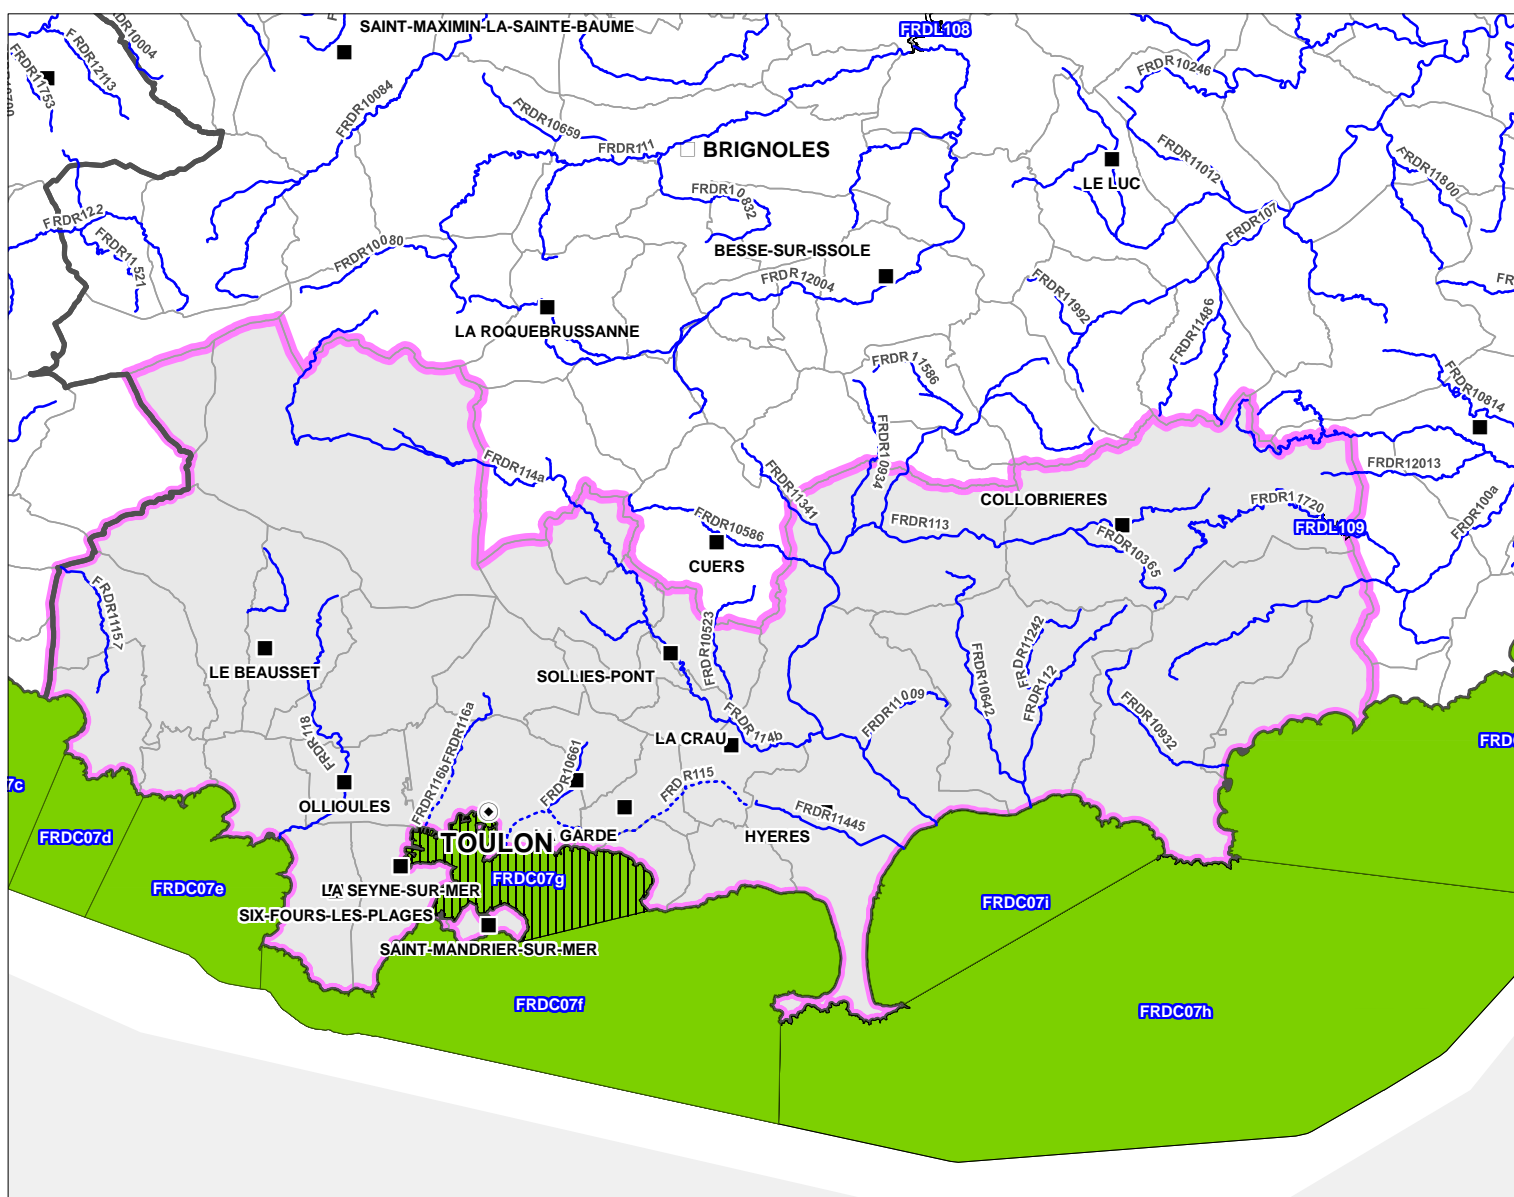 SAINT-MAXIMIN-LA-SAINTE-BAUME
FRDL108
FRDR10004
FRDR12113
FRDR11753
FRDR10084
FRDR10246
FRDR10659
FRDR111
BRIGNOLES
FRDR11012
FRDR11800
LE LUC
FRDR10832
FRDR122
FRDR107
FRDR11521
FRDR10080
BESSE-SUR-ISSOLE
FRDR12004
FRDR11992
FRDR11486
LA ROQUEBRUSSANNE
FRDR11586
FRDR10814
FRDR10934
FRDR114a
FRDR11341
FRDR12013
COLLOBRIERES
FRDR11720
FRDR100a
FRDR10586
FRDR113
FRDL109
FRDR10365
CUERS
FRDR11157
FRDR10523
FRDR11242
LE BEAUSSET
SOLLIES-PONT
FRDR10642
FRDR112
FRDR11009
FRDR10932
FRDR118
FRDR116a
FRDR114b
LA CRAU
FRDR116b
FRDR10661
FRDR115
7c
OLLIOULES
FRDR11445
FRDC07d
TOULON
GARDE
HYERES
FRDC07e
FRDC07g
LA SEYNE-SUR-MER
FRDC07i
SIX-FOURS-LES-PLAGES
SAINT-MANDRIER-SUR-MER
FRDC07f
FRDC07h